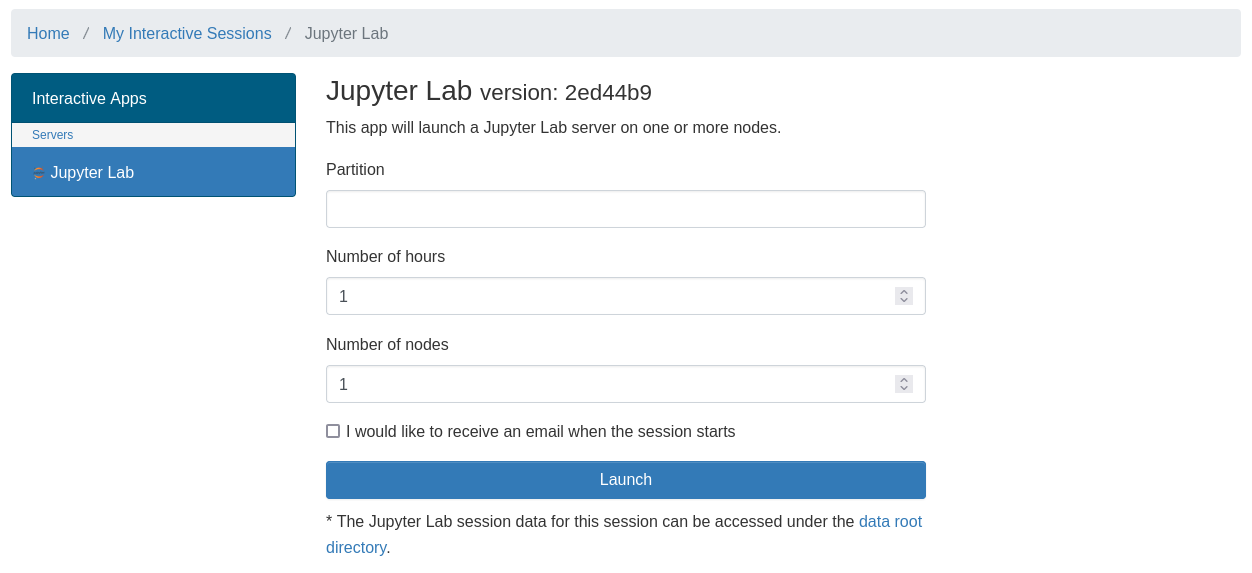 Home / My Interactive Sessions / Jupyter Lab
Interactive Apps
Servers
Jupyter Lab
Jupyter Lab version: 2ed44b9
This app will launch a Jupyter Lab server on one or more nodes.
Partition
Number of hours
1
Number of nodes
1
I would like to receive an email when the session starts
Launch
* The Jupyter Lab session data for this session can be accessed under the data root
directory.